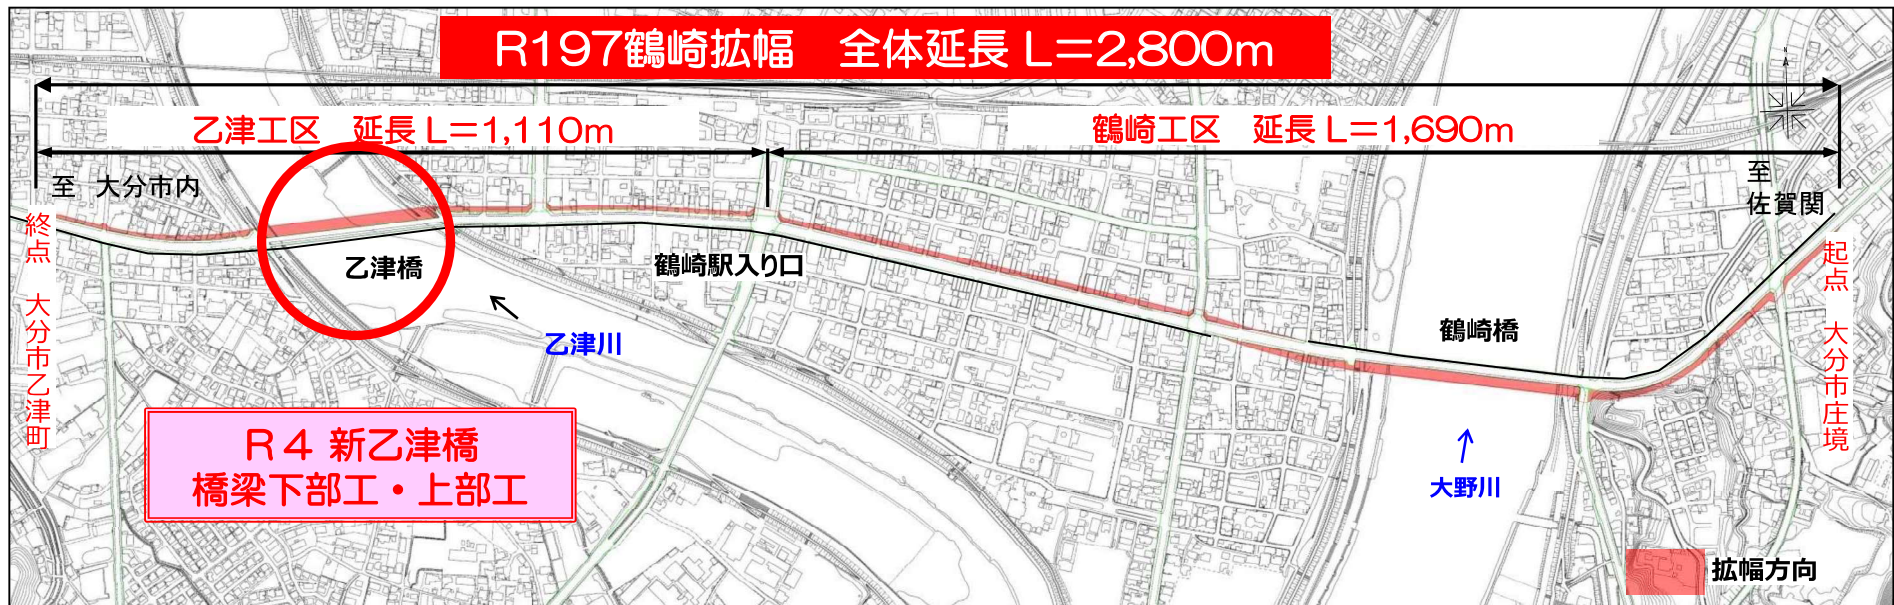 R197鶴崎拡幅　全体延長 L=2,800m
乙津工区　延長 L=1,110m
鶴崎工区　延長 L=1,690m
N
至　大分市内
至
佐賀関
終点　大分市乙津町
起点　大分市庄境
乙津橋
鶴崎駅入り口
乙津川
鶴崎橋
大野川
R4 新乙津橋
橋梁下部工・上部工
拡幅方向